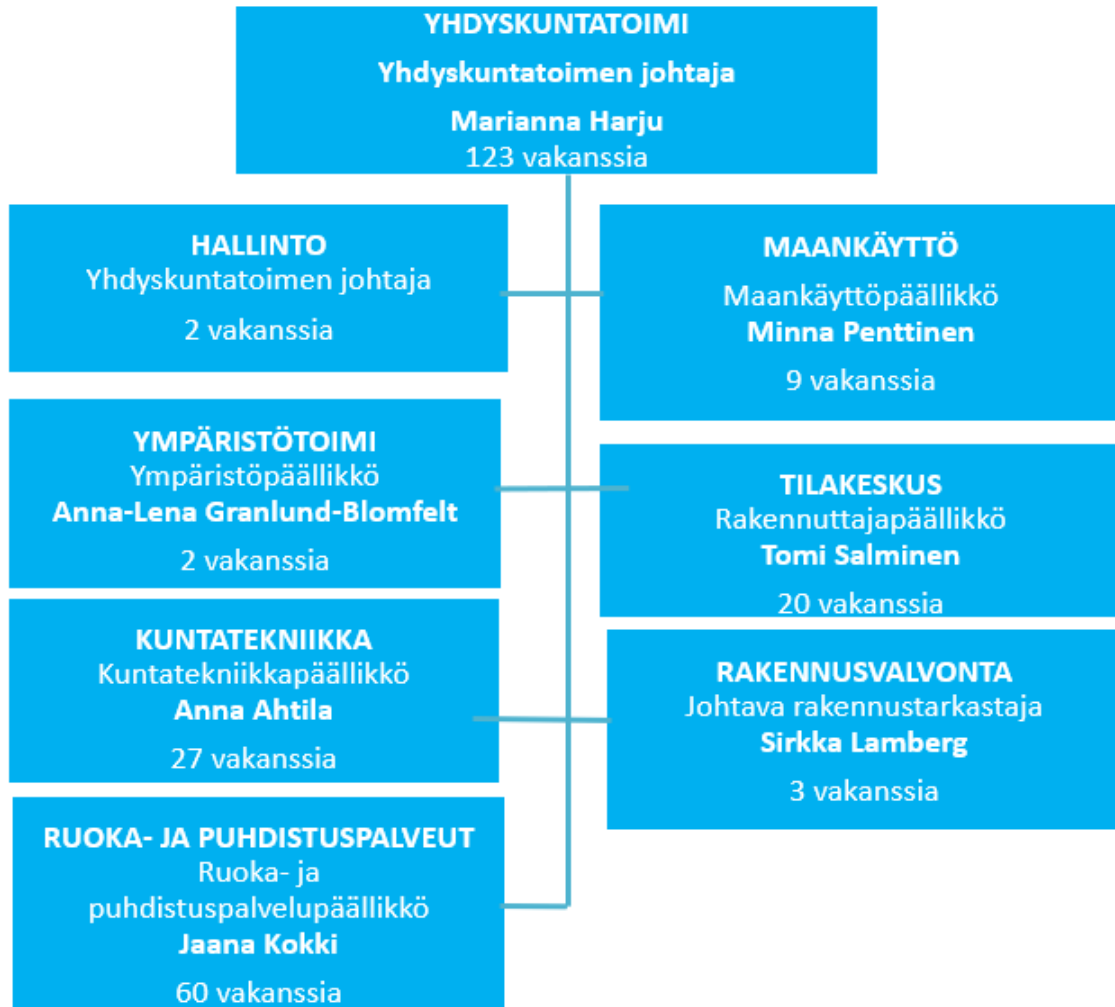 YHDYSKUNTATOIMI
Yhdyskuntatoimen johtaja
Marianna Harju
123 vakanssia
HALLINTO
Yhdyskuntatoimen johtaja
2 vakanssia
MAANKÄYTTÖ
Maankäyttöpäällikkö
Minna Penttinen
9 vakanssia
YMPÄRISTÖTOIMI
Ympäristöpäällikkö
Anna-Lena Granlund-Blomfelt
2 vakanssia
TILAKESKUS
Rakennuttajapäällikkö
Tomi Salminen
20 vakanssia
KUNTATEKNIIKKA
Kuntatekniikkapäällikkö
Anna Ahtila
27 vakanssia
RAKENNUSVALVONTA
Johtava rakennustarkastaja
Sirkka Lamberg
3 vakanssia
RUOKA- JA PUHDISTUSPALVEUT
Ruoka- ja
puhdistuspalvelupäällikkö
Jaana Kokki
60 vakanssia